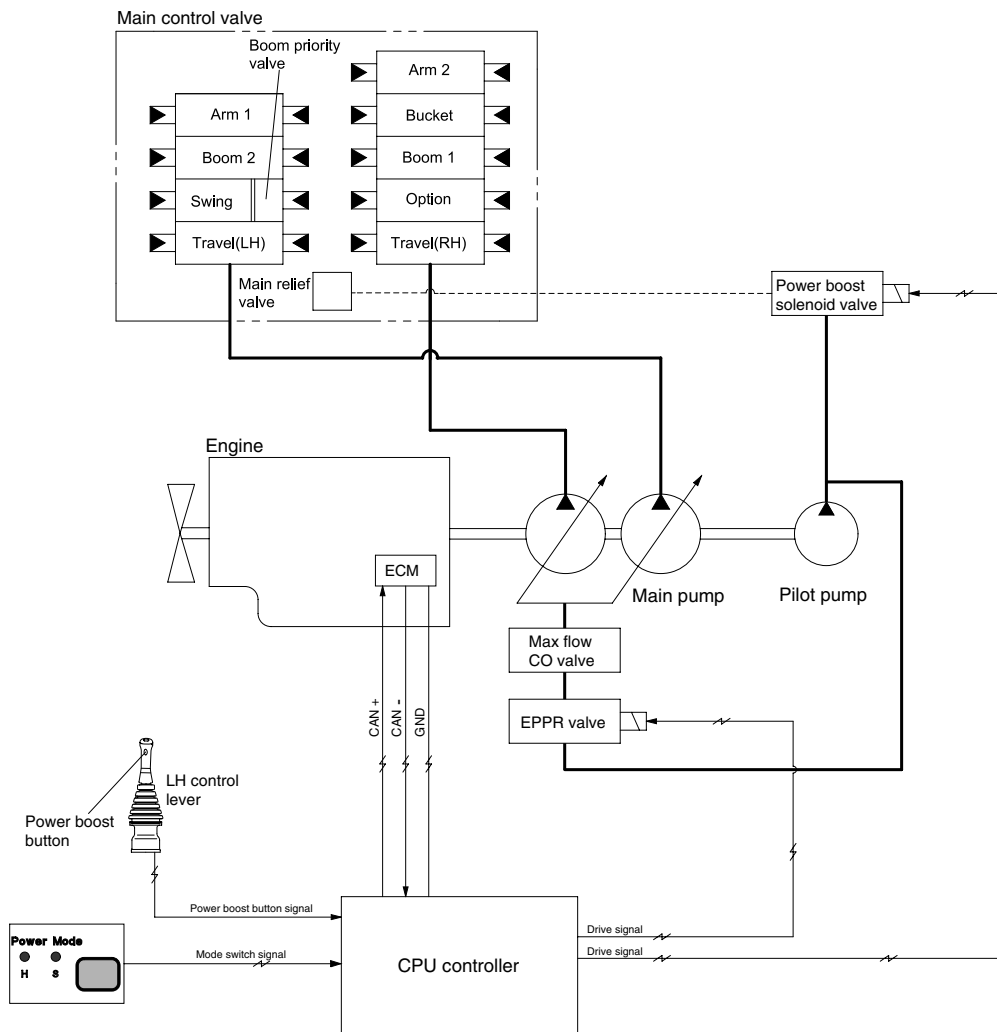 Main control valve
Boom priority
valve
Arm 2
Arm 1
Bucket
Boom 2
Boom 1
Swing
Option
Travel(LH)
Travel(RH)
Main relief
valve
Power boost
solenoid valve
Engine
ECM
Main pump
Pilot pump
Max flow
CO valve
EPPR valve
CAN +
CAN -
GND
LH control
lever
Power boost
button
Power boost button signal
Mode switch signal
Power Mode
H
S
CPU controller
Drive signal
Drive signal